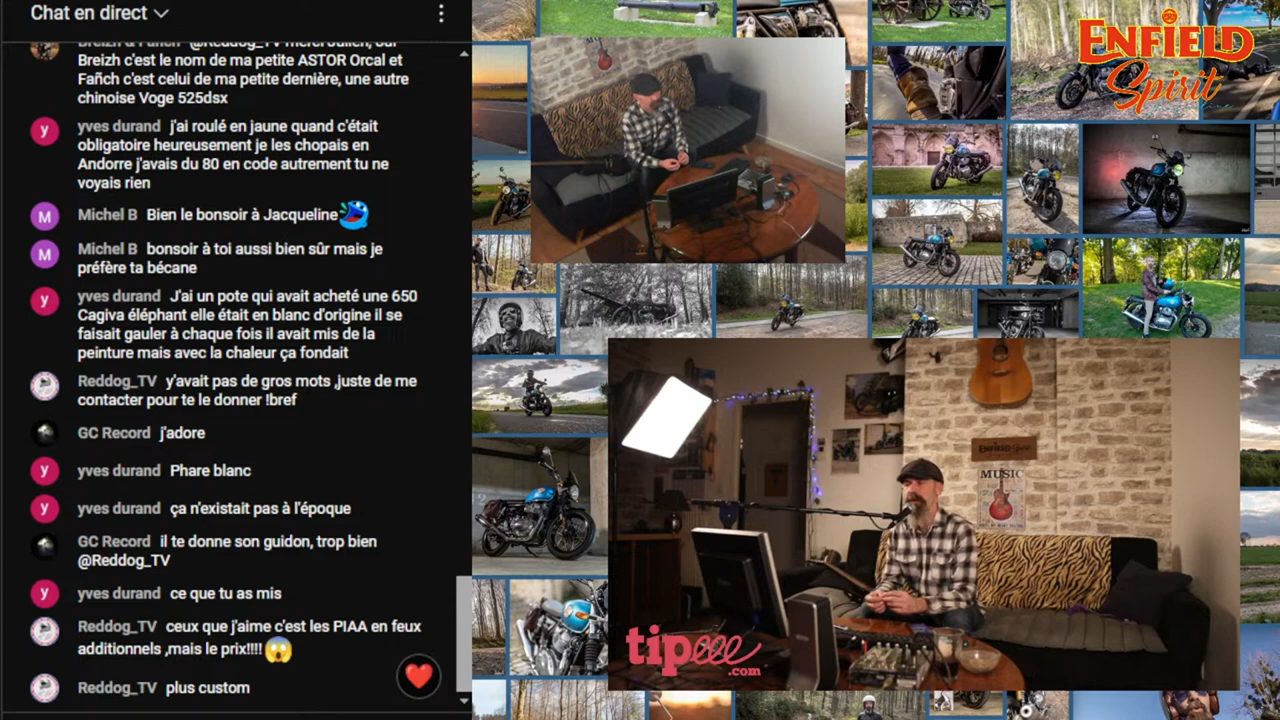 Chat en direct
Breizh & Fañch @Reddog_TV merci Julien, oui
Breizh c'est le nom de ma petite ASTOR Orcal et
Fañch c'est celui de ma petite dernière, une autre
chinoise Voge 525dsx
yves durand j'ai roulé en jaune quand c'était
obligatoire heureusement je les chopais en
Andorre j'avais du 80 en code autrement tu ne
voyais rien
Michel B Bien le bonsoir à Jacqueline
Michel B bonsoir à toi aussi bien sûr mais je
préfère ta bécane
yves durand J'ai un pote qui avait acheté une 650
Cagiva éléphant elle était en blanc d'origine il se
faisait gauler à chaque fois il avait mis de la
peinture mais avec la chaleur ça fondait
Reddog_TV y'avait pas de gros mots ,juste de me
contacter pour te le donner !bref
GC Record j'adore
yves durand Phare blanc
yves durand ça n'existait pas à l'époque
GC Record il te donne son guidon, trop bien
@Reddog_TV
yves durand ce que tu as mis
Reddog_TV ceux que j'aime c'est les PIAA en feux
additionnels ,mais le prix!!!!
Reddog_TV plus custom
ENFIELD
Spirit
ENFIELD Spirit
MUSIC
tipeee
.com